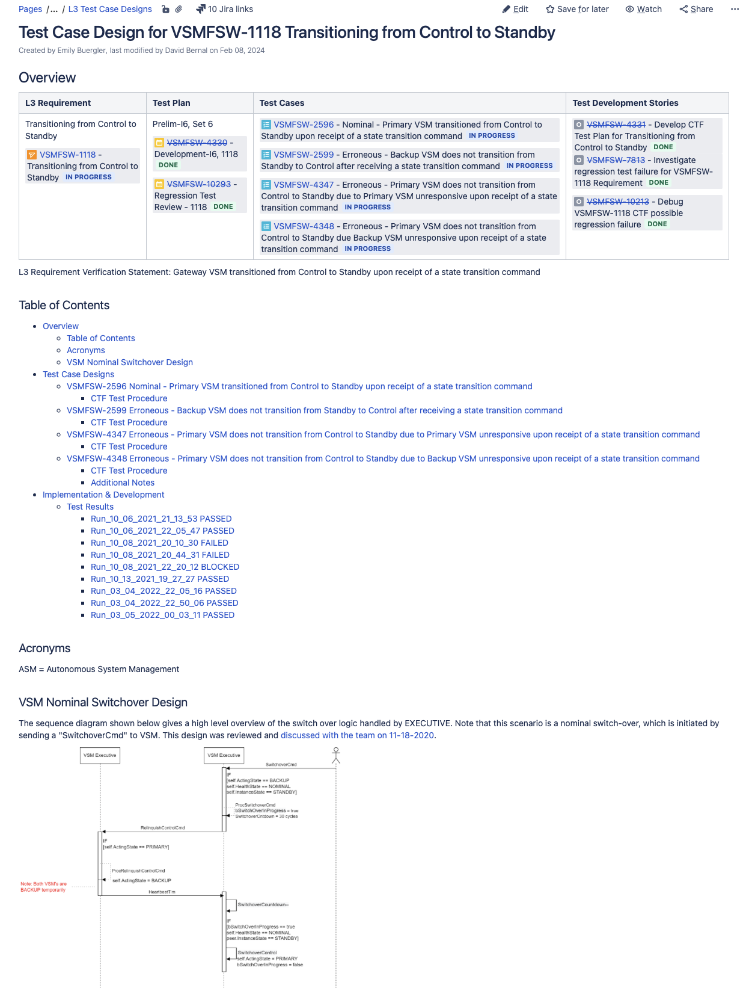 Pages / ... / L3 Test Case Designs 10 Jira links Edit Save for later Watch Share ...
Test Case Design for VSMFSW-1118 Transitioning from Control to Standby
Created by Emily Buergler, last modified by David Bernal on Feb 08, 2024
Overview
L3 Requirement
Test Plan
Test Cases
Test Development Stories
Transitioning from Control to
Standby
VSMFSW-1118 -
Transitioning from Control to
Standby IN PROGRESS
Prelim-I6, Set 6
VSMFSW-4330 -
Development-I6, 1118
DONE
VSMFSW-10293 -
Regression Test
Review - 1118 DONE
VSMFSW-2596 - Nominal - Primary VSM transitioned from Control to
Standby upon receipt of a state transition command IN PROGRESS
VSMFSW-2599 - Erroneous - Backup VSM does not transition from
Standby to Control after receiving a state transition command IN PROGRESS
VSMFSW-4347 - Erroneous - Primary VSM does not transition from
Control to Standby due to Primary VSM unresponsive upon receipt of a state
transition command IN PROGRESS
VSMFSW-4348 - Erroneous - Primary VSM does not transition from
Control to Standby due Backup VSM unresponsive upon receipt of a state
transition command IN PROGRESS
VSMFSW-4331 - Develop CTF
Test Plan for Transitioning from
Control to Standby DONE
VSMFSW-7813 - Investigate
regression test failure for VSMFSW-
1118 Requirement DONE
VSMFSW-10213 - Debug
VSMFSW-1118 CTF possible
regression failure DONE
L3 Requirement Verification Statement: Gateway VSM transitioned from Control to Standby upon receipt of a state transition command
Table of Contents
Overview
Table of Contents
Acronyms
VSM Nominal Switchover Design
Test Case Designs
VSMFSW-2596 Nominal - Primary VSM transitioned from Control to Standby upon receipt of a state transition command
CTF Test Procedure
VSMFSW-2599 Erroneous - Backup VSM does not transition from Standby to Control after receiving a state transition command
CTF Test Procedure
VSMFSW-4347 Erroneous - Primary VSM does not transition from Control to Standby due to Primary VSM unresponsive upon receipt of a state transition command
CTF Test Procedure
VSMFSW-4348 Erroneous - Primary VSM does not transition from Control to Standby due to Backup VSM unresponsive upon receipt of a state transition command
CTF Test Procedure
Additional Notes
Implementation & Development
Test Results
Run_10_06_2021_21_13_53 PASSED
Run_10_06_2021_22_05_47 PASSED
Run_10_08_2021_20_10_30 FAILED
Run_10_08_2021_20_44_31 FAILED
Run_10_08_2021_22_20_12 BLOCKED
Run_10_13_2021_19_27_27 PASSED
Run_03_04_2022_22_05_16 PASSED
Run_03_04_2022_22_50_06 PASSED
Run_03_05_2022_00_03_11 PASSED
Acronyms
ASM = Autonomous System Management
VSM Nominal Switchover Design
The sequence diagram shown below gives a high level overview of the switch over logic handled by EXECUTIVE. Note that this scenario is a nominal switch-over, which is initiated by
sending a "SwitchoverCmd" to VSM. This design was reviewed and discussed with the team on 11-18-2020.
VSM Executive
VSM Executive
SwitchoverCmd
IF
[self.ActingState == BACKUP
self.HealthState == NOMINAL
self.InstanceState == STANDBY]
ProcSwitchoverCmd
bSwitchOverInProgress = true
SwitchoverCntdown = 30 cycles
RelinquishControlCmd
IF
[self.ActingState == PRIMARY]
ProcRelinquishControlCmd
self.ActingState = BACKUP
Note: Both VSM's are
BACKUP temporarily
HeartbeatTlm
SwitchoverCountdown--
IF
[bSwitchOverInProgress == true
self.HealthState == NOMINAL
peer.InstanceState == STANDBY]
SwitchoverControl
self.ActingState = PRIMARY
bSwitchOverInProgress = false